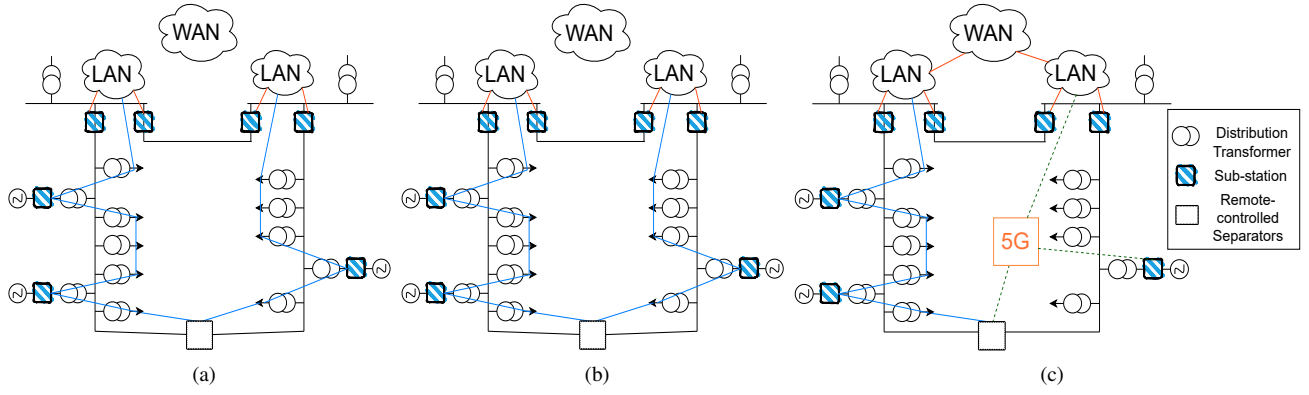 WAN
LAN
LAN
(a)
WAN
LAN
LAN
(b)
WAN
LAN
LAN
5G
(c)
Distribution
Transformer
Sub-station
Remote-
controlled
Separators